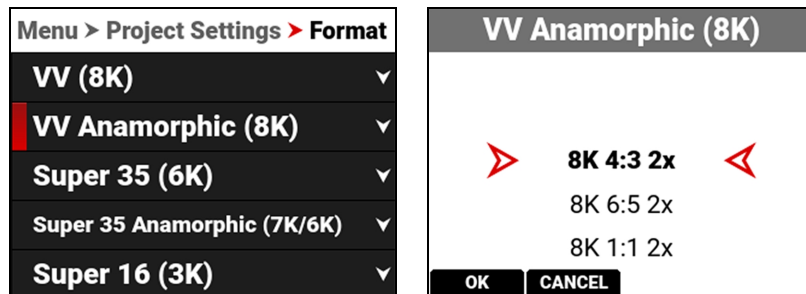 Menu > Project Settings > Format
VV (8K)
VV Anamorphic (8K)
Super 35 (6K)
Super 35 Anamorphic (7K/6K)
Super 16 (3K)
VV Anamorphic (8K)
8K 4:3 2x
8K 6:5 2x
8K 1:1 2x
OK CANCEL